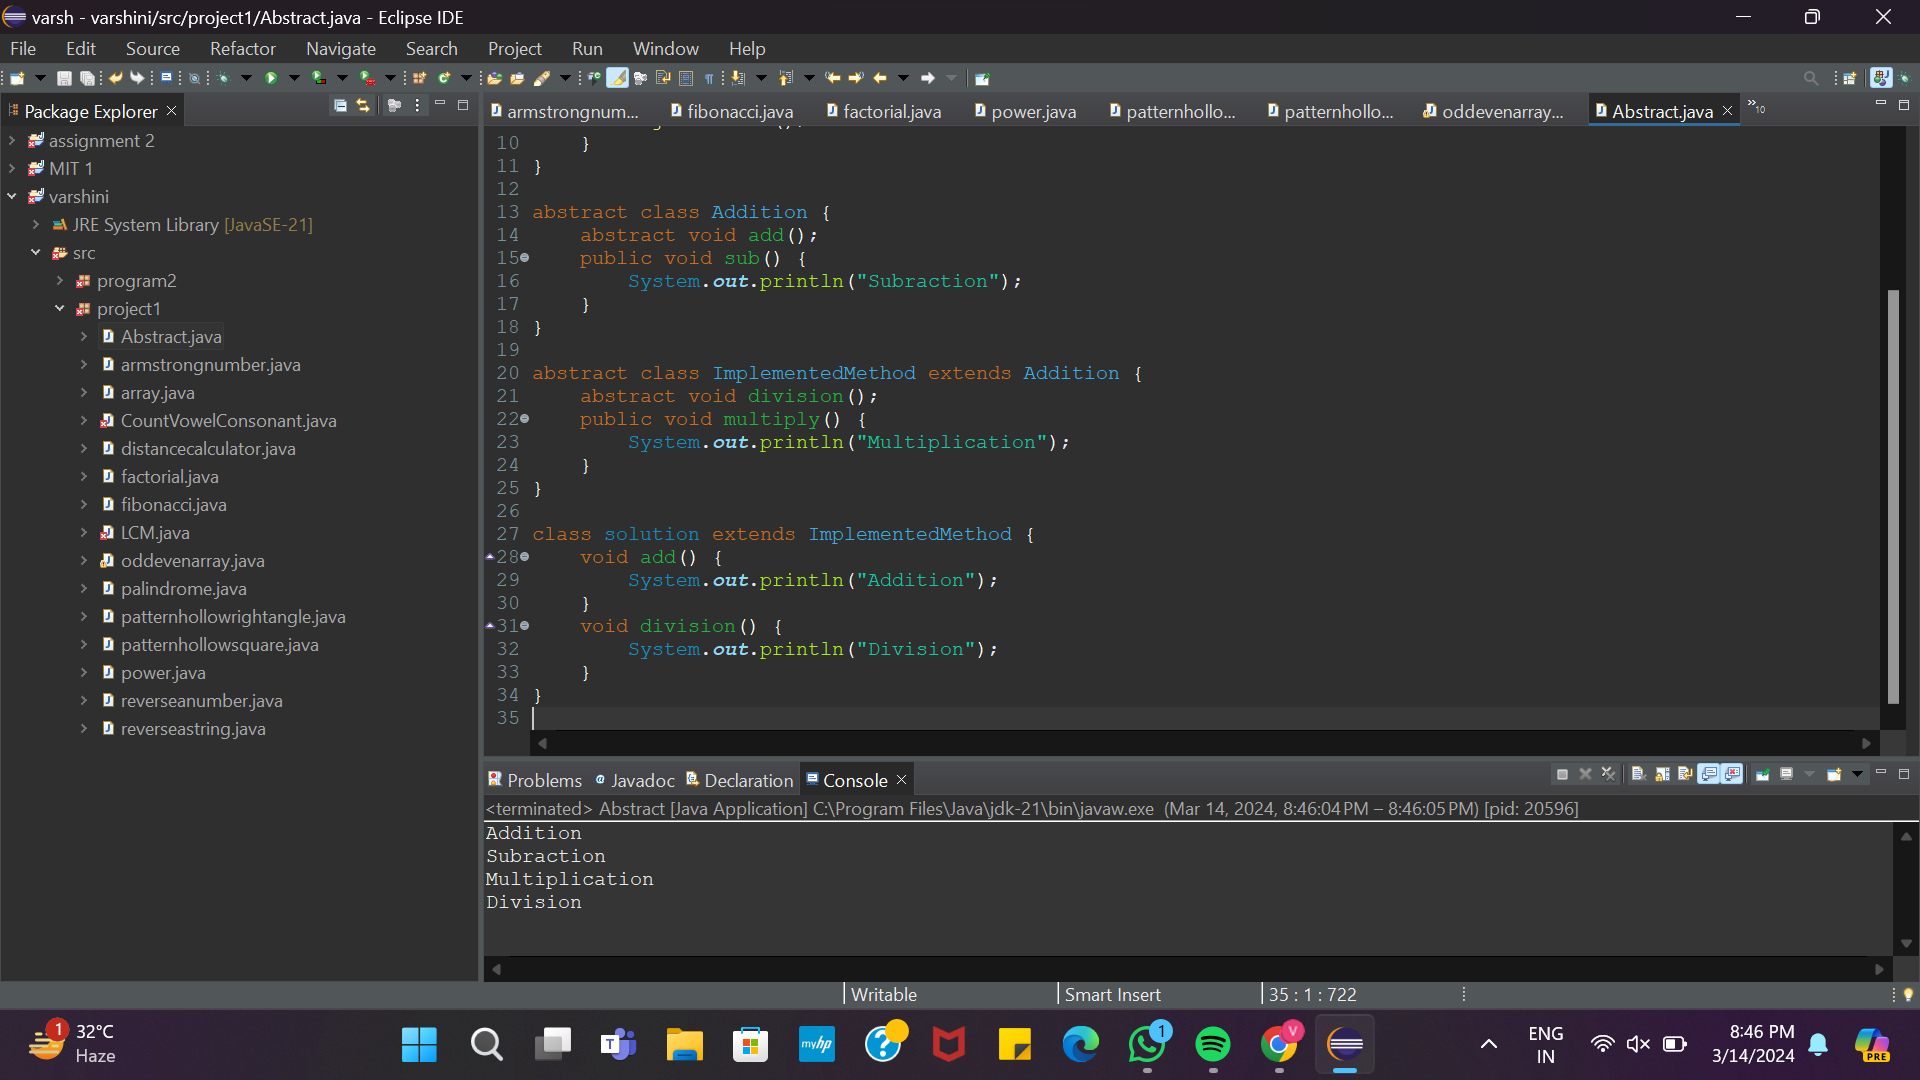 varsh - varshini/src/project1/Abstract.java - Eclipse IDE
File Edit Source Refactor Navigate Search Project Run Window Help
Package Explorer
assignment 2
MIT 1
varshini
JRE System Library [JavaSE-21]
src
program2
project1
Abstract.java
armstrongnumber.java
array.java
CountVowelConsonant.java
distancecalculator.java
factorial.java
fibonacci.java
LCM.java
oddevenarray.java
palindrome.java
patternhollowrightangle.java
patternhollowsquare.java
power.java
reverseanumber.java
reverseastring.java
armstrongnum... fibonacci.java factorial.java power.java patternhollo... patternhollo... oddevenarray... Abstract.java »10
10 }
11 }
12
13 abstract class Addition {
14 abstract void add();
15 public void sub() {
16 System.out.println("Subraction");
17 }
18 }
19
20 abstract class ImplementedMethod extends Addition {
21 abstract void division();
22 public void multiply() {
23 System.out.println("Multiplication");
24 }
25 }
26
27 class solution extends ImplementedMethod {
28 void add() {
29 System.out.println("Addition");
30 }
31 void division() {
32 System.out.println("Division");
33 }
34 }
35
Problems Javadoc Declaration Console
<terminated> Abstract [Java Application] C:\Program Files\Java\jdk-21\bin\javaw.exe (Mar 14, 2024, 8:46:04 PM – 8:46:05 PM) [pid: 20596]
Addition
Subraction
Multiplication
Division
Writable Smart Insert 35 : 1 : 722
1
32°C
Haze
T
myhp
?
1
V
ENG
IN
8:46 PM
3/14/2024
PRE